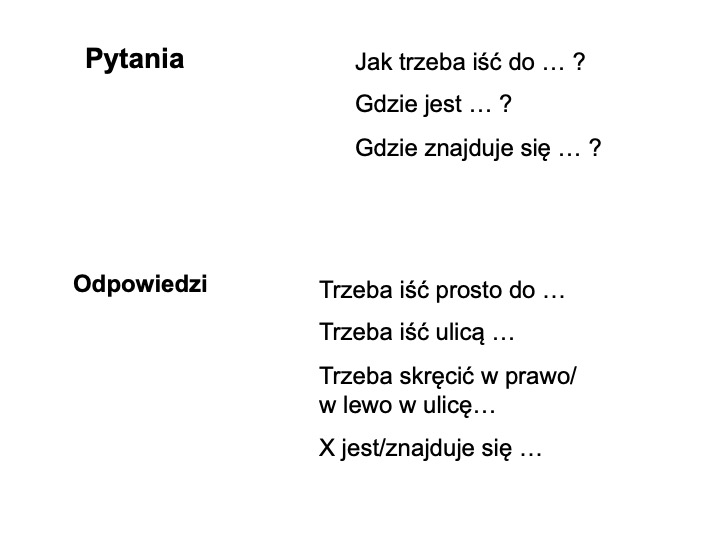 Pytania
Jak trzeba iść do … ?
Gdzie jest … ?
Gdzie znajduje się … ?
Odpowiedzi
Trzeba iść prosto do …
Trzeba iść ulicą …
Trzeba skręcić w prawo/
w lewo w ulicę…
X jest/znajduje się …